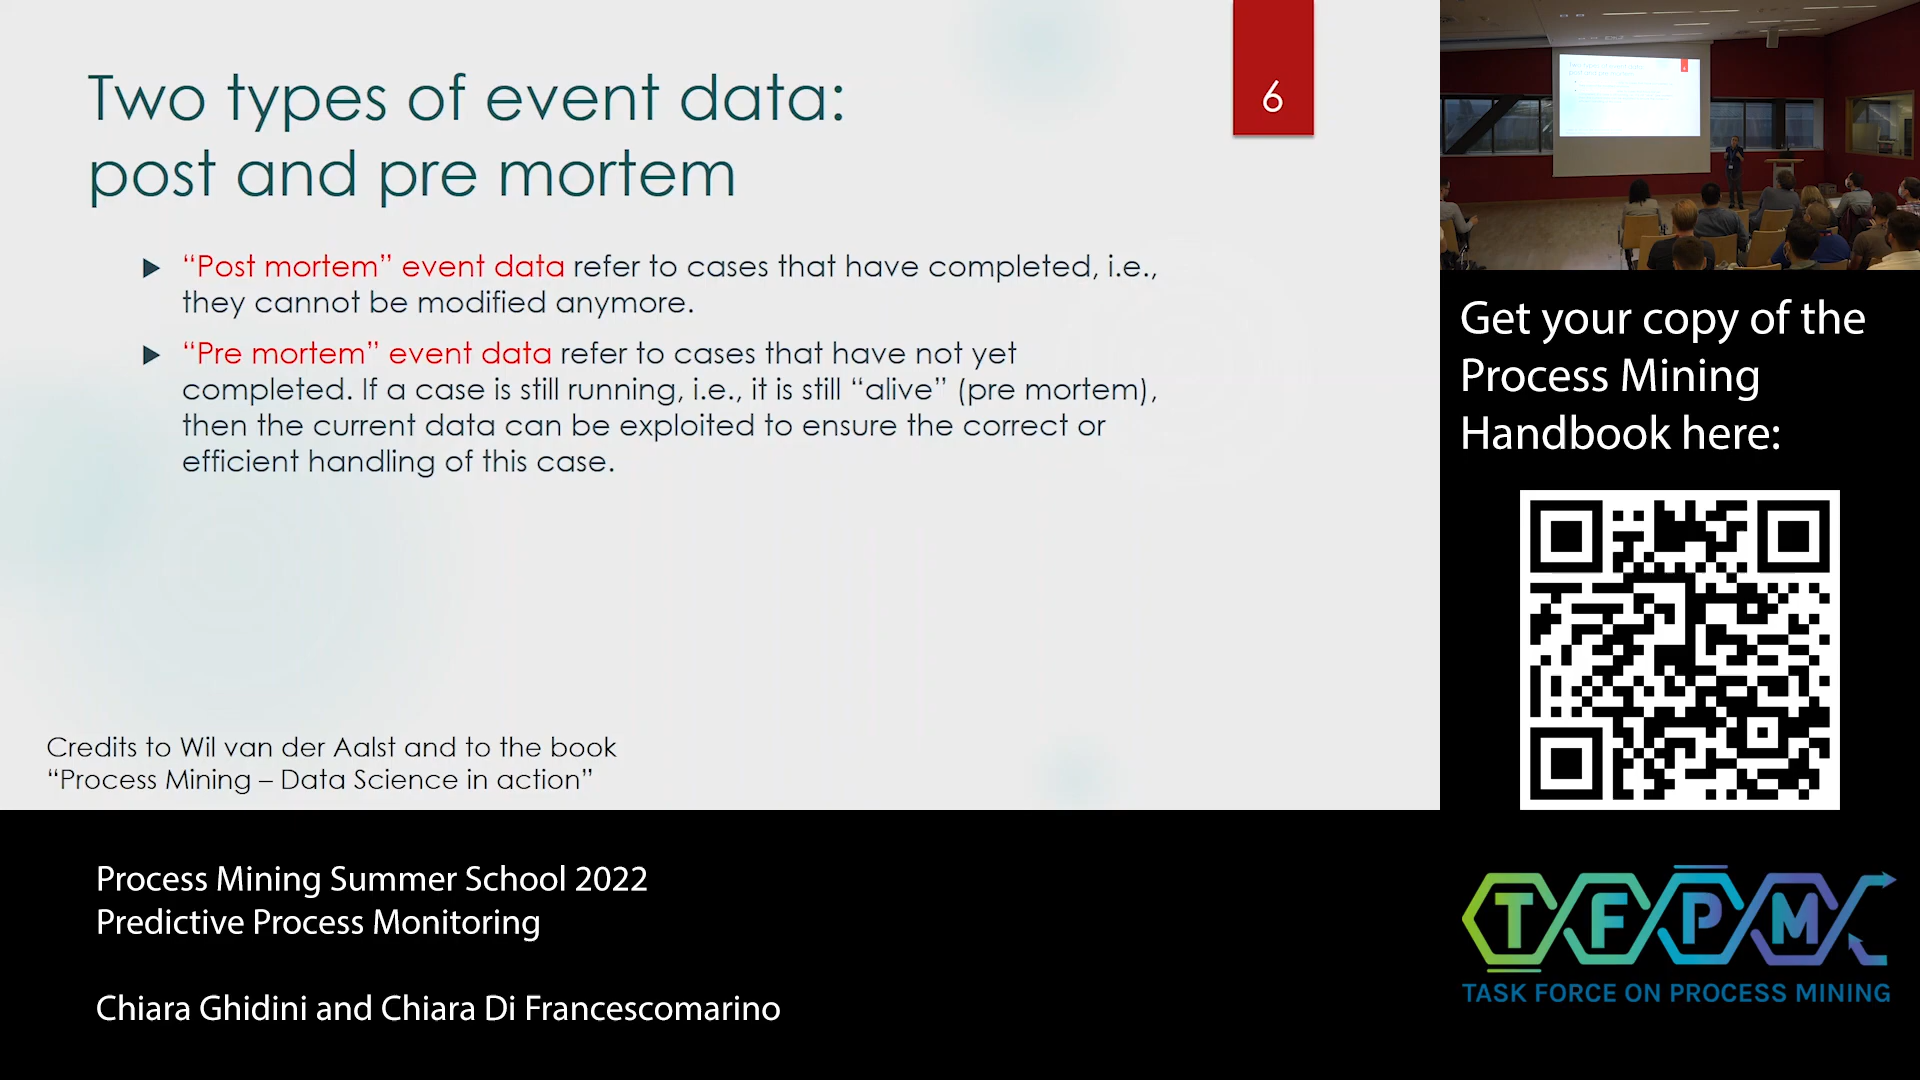 Two types of event data:
post and pre mortem
6
“Post mortem” event data refer to cases that have completed, i.e.,
they cannot be modified anymore.
“Pre mortem” event data refer to cases that have not yet
completed. If a case is still running, i.e., it is still “alive” (pre mortem),
then the current data can be exploited to ensure the correct or
efficient handling of this case.
Credits to Wil van der Aalst and to the book
“Process Mining – Data Science in action”
Get your copy of the
Process Mining
Handbook here:
Process Mining Summer School 2022
Predictive Process Monitoring
Chiara Ghidini and Chiara Di Francescomarino
TFPM
TASK FORCE ON PROCESS MINING